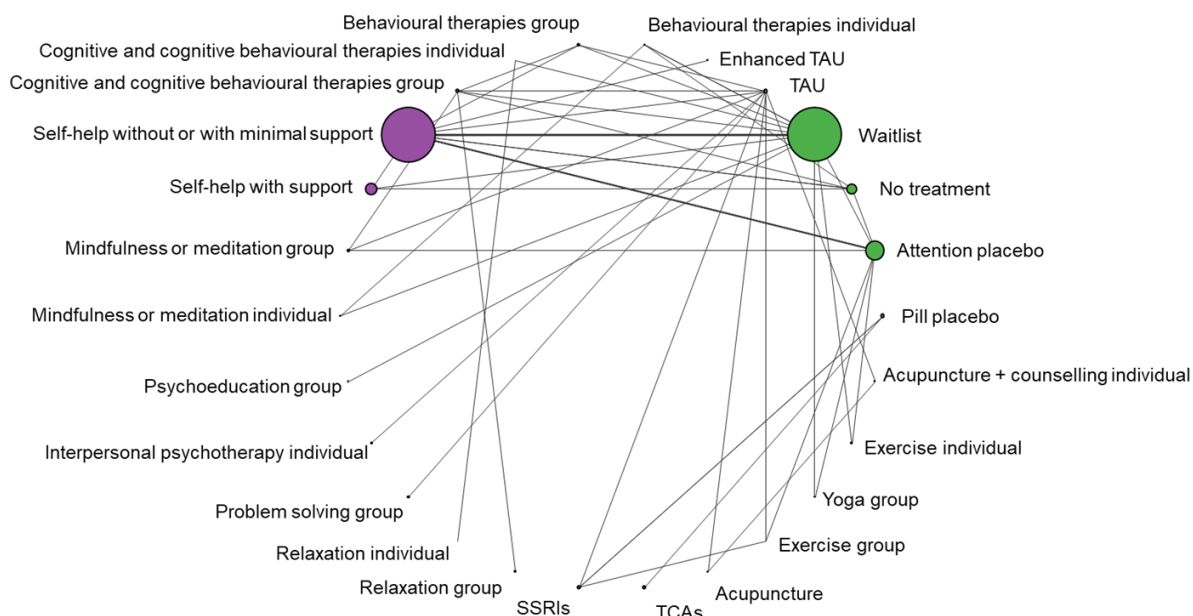 Behavioural therapies group
Behavioural therapies individual
Cognitive and cognitive behavioural therapies individual
Enhanced TAU
Cognitive and cognitive behavioural therapies group
TAU
Self-help without or with minimal support
Waitlist
Self-help with support
No treatment
Mindfulness or meditation group
Attention placebo
Mindfulness or meditation individual
Pill placebo
Psychoeducation group
Acupuncture + counselling individual
Interpersonal psychotherapy individual
Exercise individual
Problem solving group
Yoga group
Relaxation individual
Exercise group
Relaxation group
Acupuncture
SSRIs
TCAs